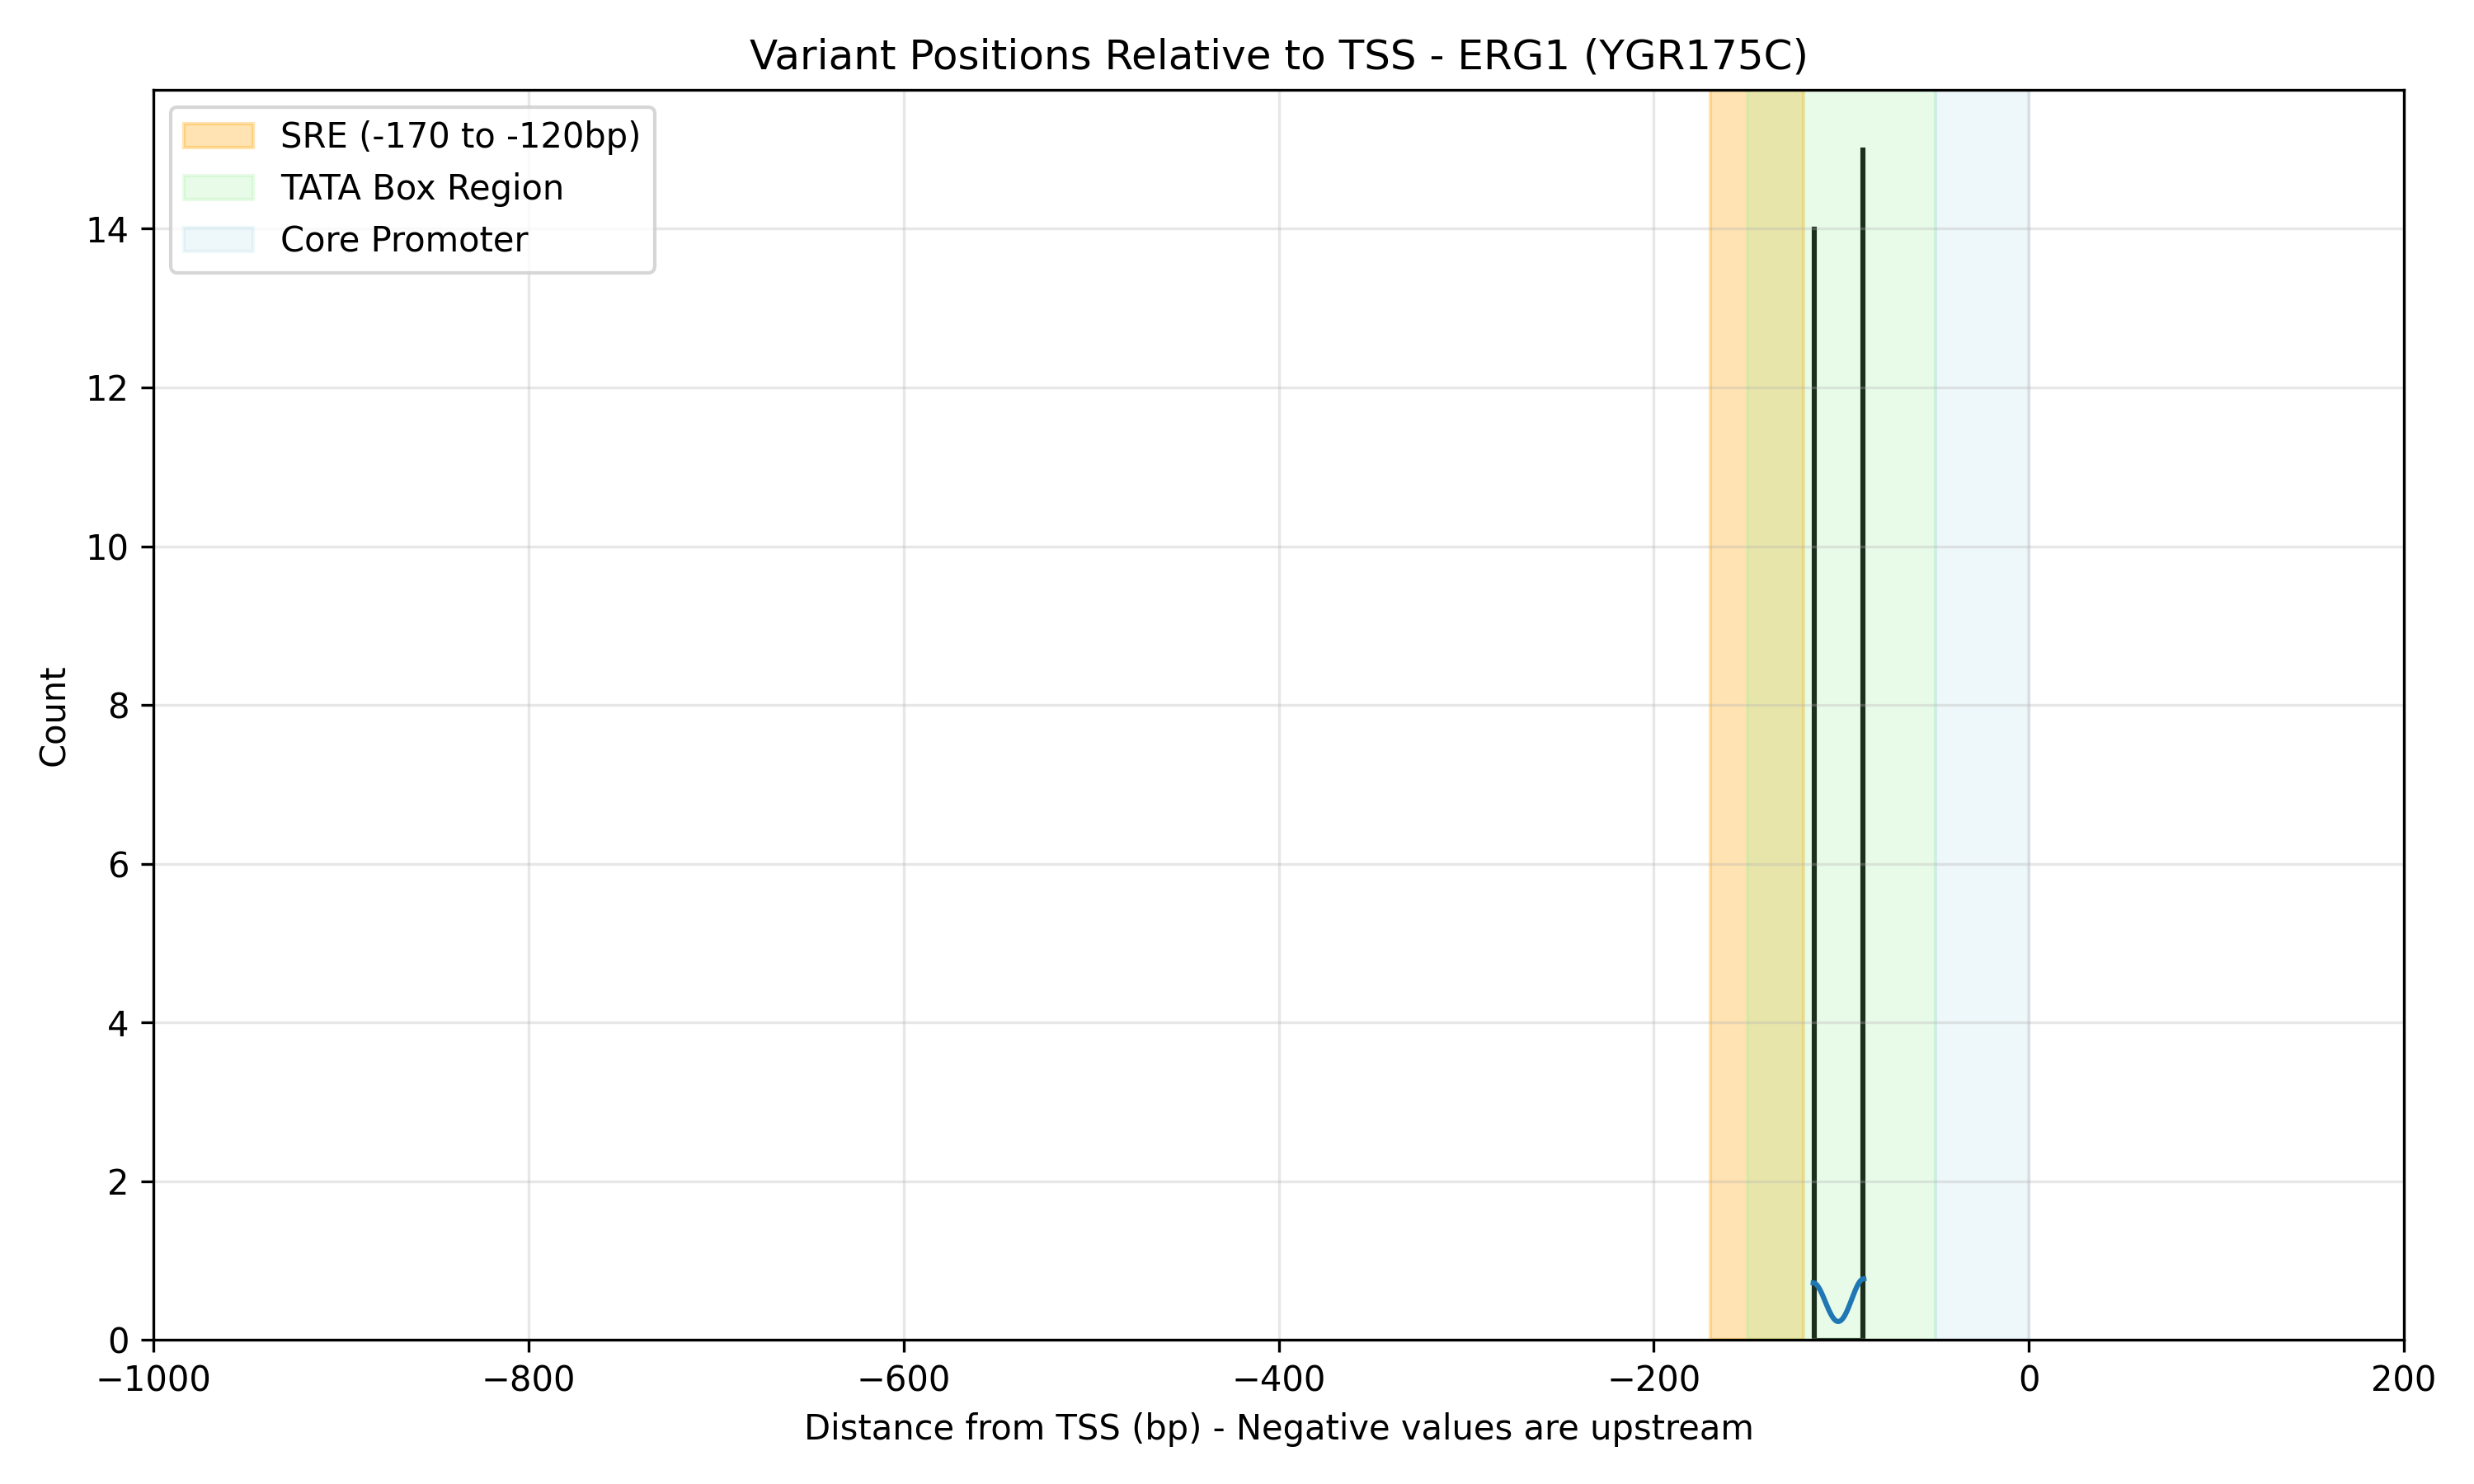 Variant Positions Relative to TSS - ERG1 (YGR175C)
SRE (-170 to -120bp)
TATA Box Region
Core Promoter
14
12
10
8
6
4
2
0
Count
−1000
−800
−600
−400
−200
0
200
Distance from TSS (bp) - Negative values are upstream